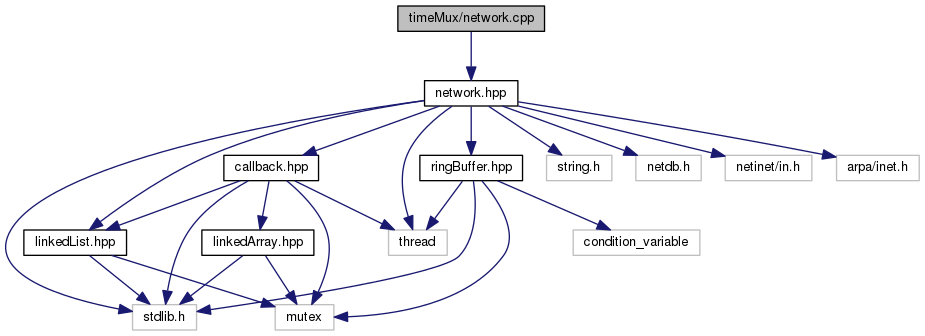 timeMux/network.cpp
network.hpp
callback.hpp
ringBuffer.hpp
string.h
netdb.h
netinet/in.h
arpa/inet.h
linkedList.hpp
linkedArray.hpp
thread
condition_variable
stdlib.h
mutex